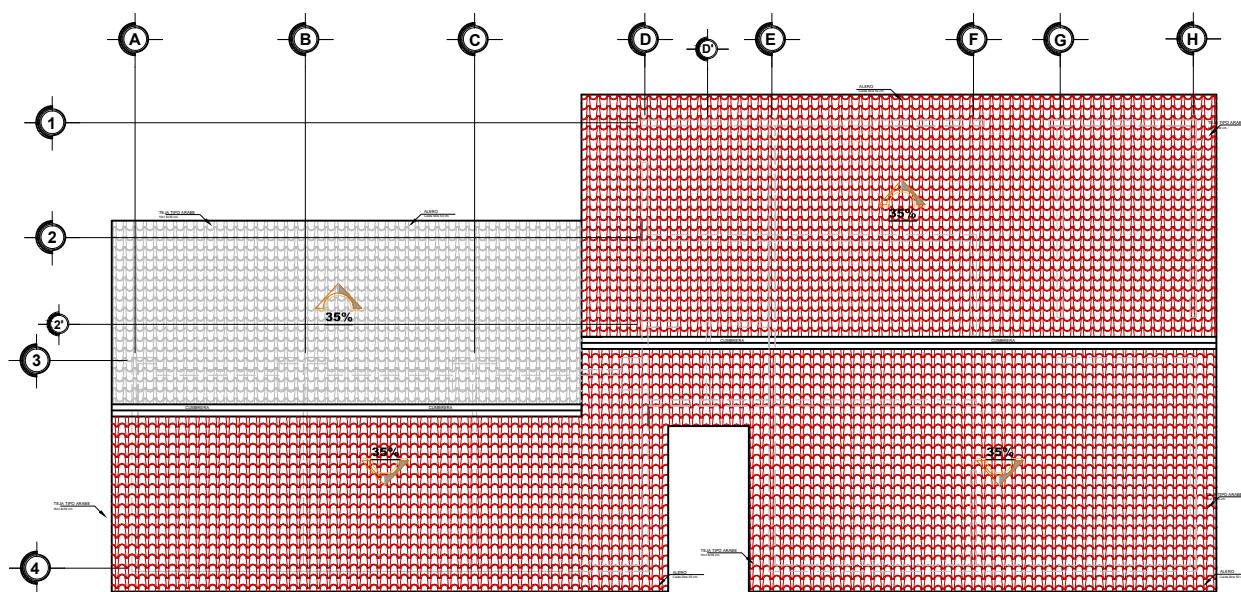 A
B
C
D
D'
E
F
G
H
1
2
2'
3
4
ALERO
TEJA TIPO ARABE
TEJA TIPO ARABE
ALERO
35%
35%
CUMBRERA
CUMBRERA
CUMBRERA
CUMBRERA
35%
35%
TEJA TIPO ARABE
TEJA TIPO ARABE
TEJA TIPO ARABE
ALERO
ALERO